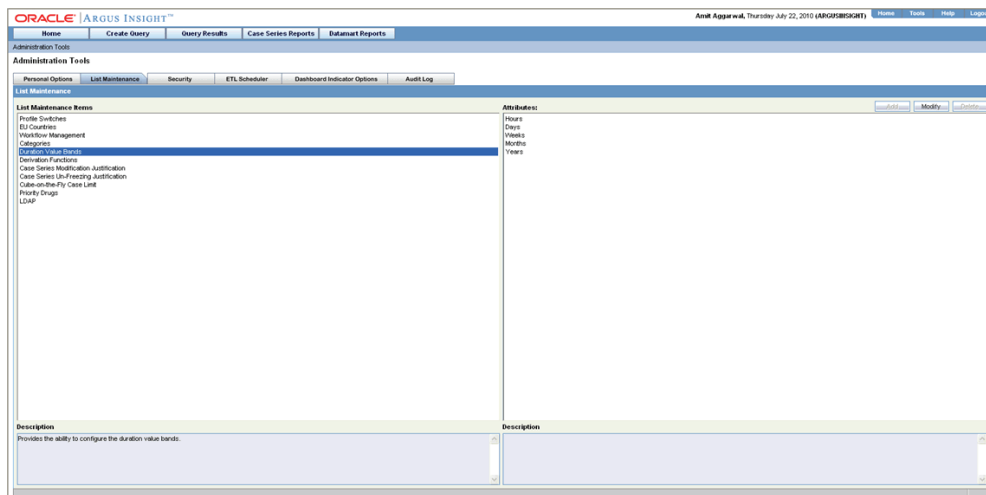 ORACLE | ARGUS INSIGHT™
Amit Aggarwal, Thursday July 22, 2010 (ARGUSINSIGHT)
Home Tools Help Logou
Home Create Query Query Results Case Series Reports Datamart Reports
Administration Tools
Administration Tools
Personal Options List Maintenance Security ETL Scheduler Dashboard Indicator Options Audit Log
List Maintenance
List Maintenance Items
Profile Switches
EU Countries
Workflow Management
Categories
Duration Value Bands
Derivation Functions
Case Series Modification Justification
Case Series Un-Freezing Justification
Cube-on-the-Fly Case Limit
Priority Drugs
LDAP
Attributes:
Add Modify Delete
Hours
Days
Weeks
Months
Years
Description
Provides the ability to configure the duration value bands.
Description